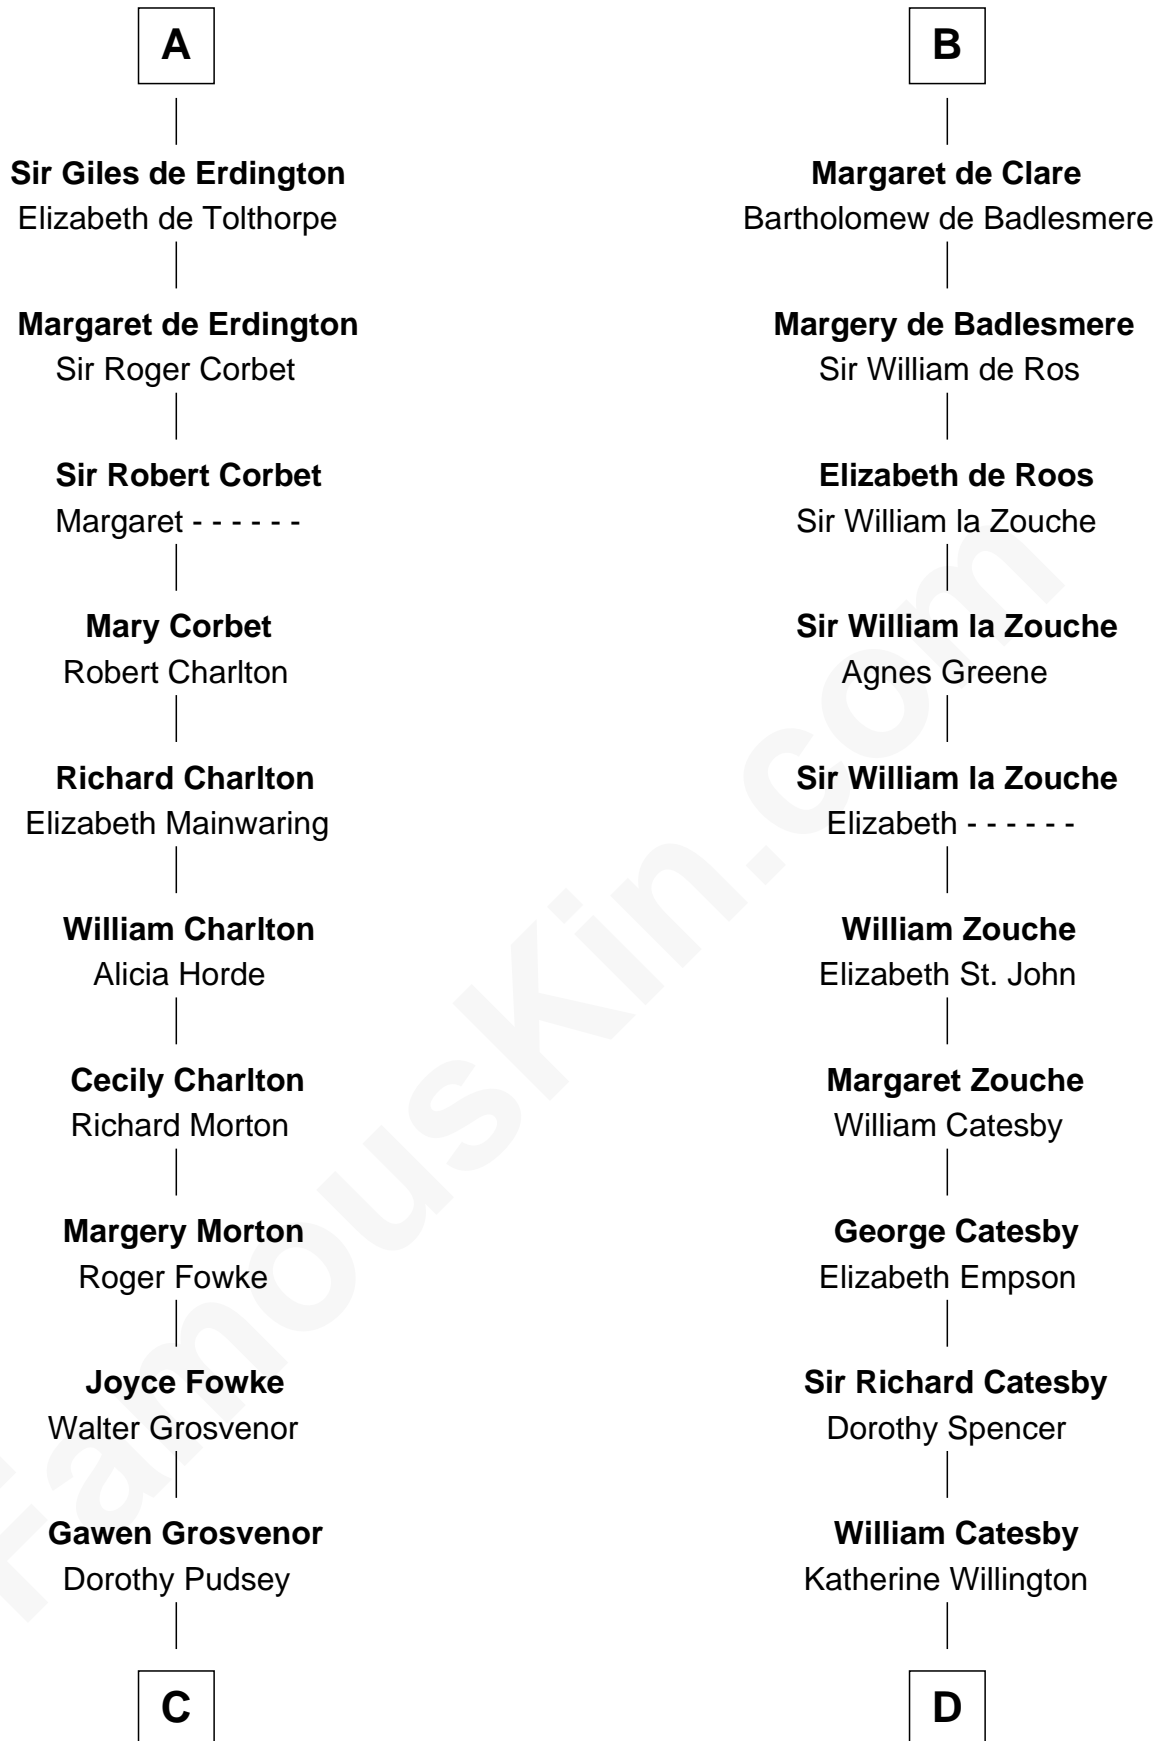 A
Sir Giles de Erdington
Elizabeth de Tolthorpe
Margaret de Erdington
Sir Roger Corbet
Sir Robert Corbet
Margaret - - - - - -
Mary Corbet
Robert Charlton
Richard Charlton
Elizabeth Mainwaring
William Charlton
Alicia Horde
Cecily Charlton
Richard Morton
Margery Morton
Roger Fowke
Joyce Fowke
Walter Grosvenor
Gawen Grosvenor
Dorothy Pudsey
C
B
Margaret de Clare
Bartholomew de Badlesmere
Margery de Badlesmere
Sir William de Ros
Elizabeth de Roos
Sir William la Zouche
Sir William la Zouche
Agnes Greene
Sir William la Zouche
Elizabeth - - - - - -
William Zouche
Elizabeth St. John
Margaret Zouche
William Catesby
George Catesby
Elizabeth Empson
Sir Richard Catesby
Dorothy Spencer
William Catesby
Katherine Willington
D
FamousKin.com